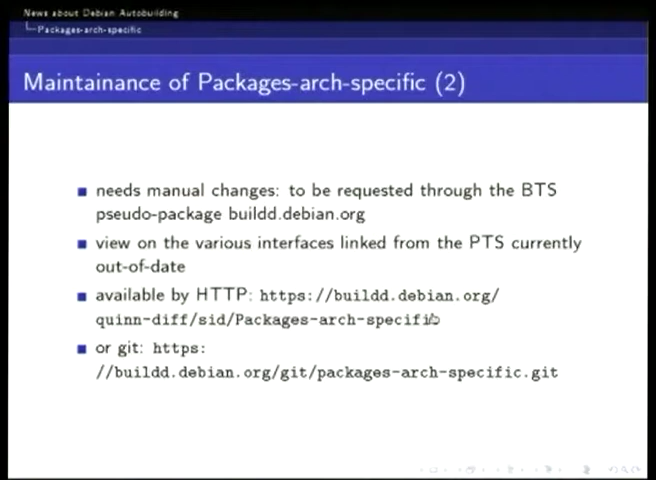 News about Debian Autobuilding
Packages-arch-specific
Maintainance of Packages-arch-specific (2)
needs manual changes: to be requested through the BTS
pseudo-package buildd.debian.org
view on the various interfaces linked from the PTS currently
out-of-date
available by HTTP: https://buildd.debian.org/
quinn-diff/sid/Packages-arch-specific
or git: https:
//buildd.debian.org/git/packages-arch-specific.git